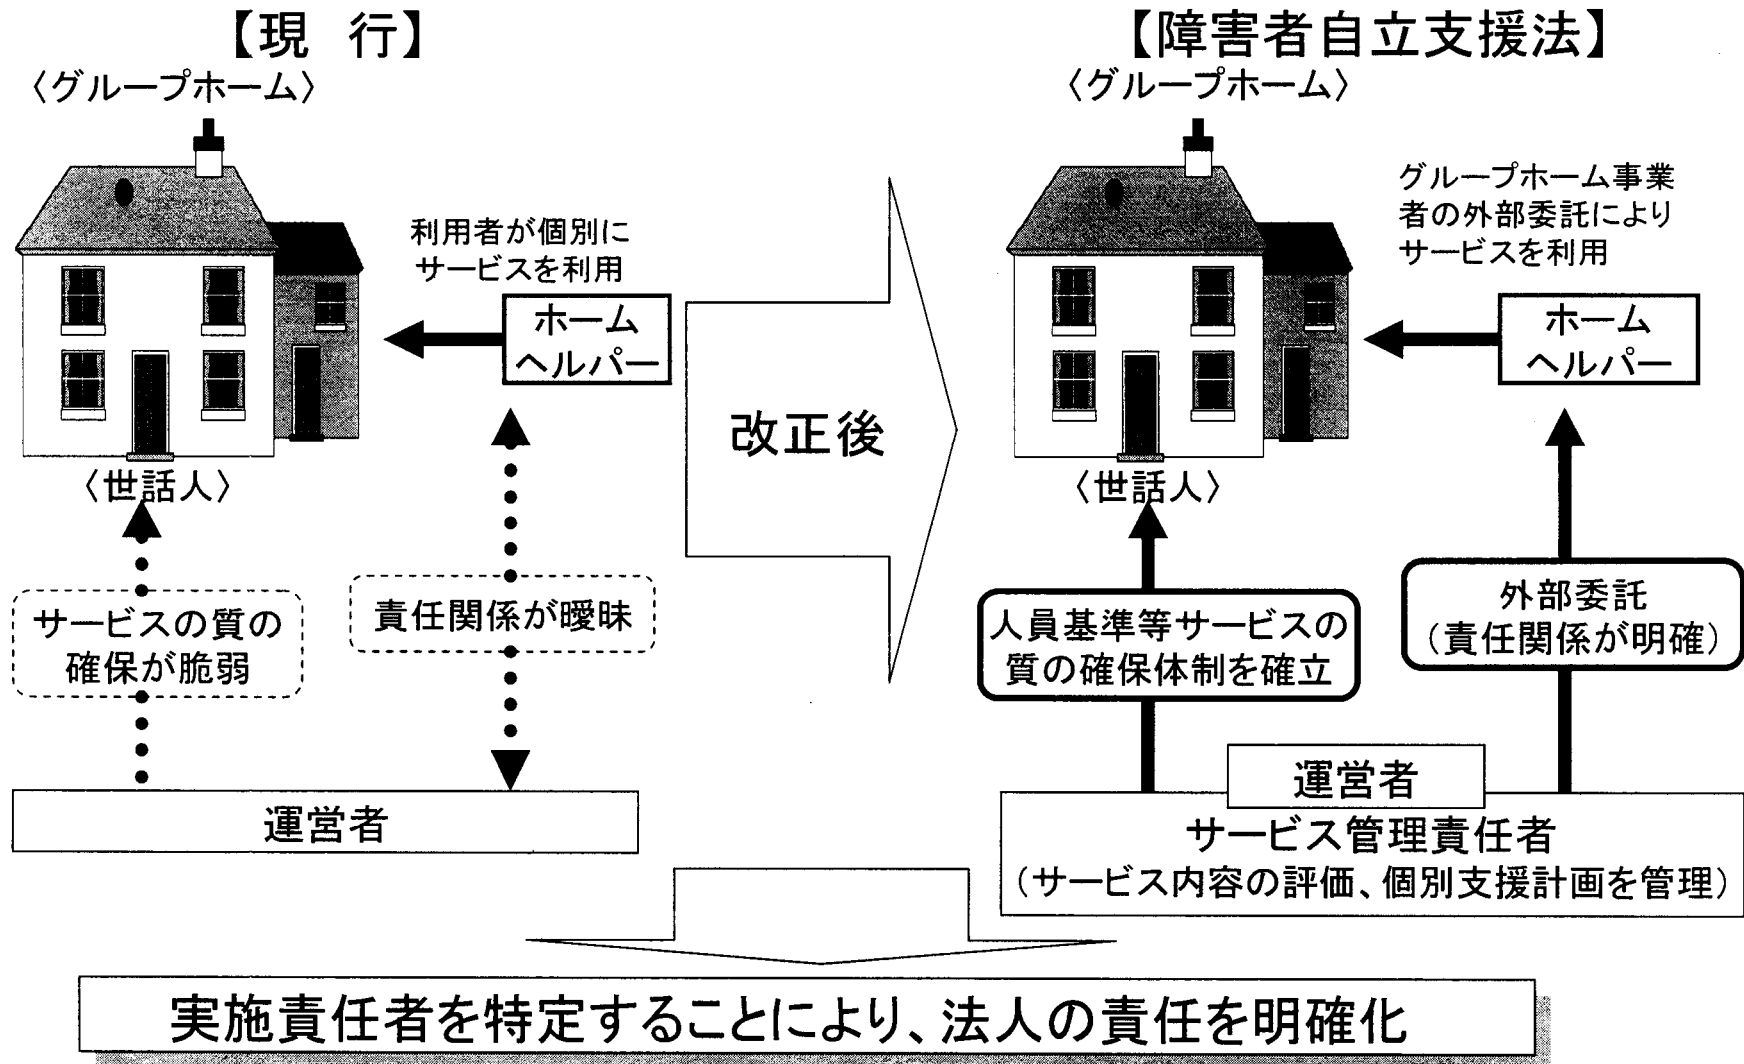 【現　行】
〈グループホーム〉
利用者が個別に
サービスを利用
ホーム
ヘルパー
〈世話人〉
サービスの質の
確保が脆弱
責任関係が曖昧
運営者
改正後
【障害者自立支援法】
〈グループホーム〉
グループホーム事業
者の外部委託により
サービスを利用
ホーム
ヘルパー
〈世話人〉
人員基準等サービスの
質の確保体制を確立
外部委託
（責任関係が明確）
運営者
サービス管理責任者
（サービス内容の評価、個別支援計画を管理）
実施責任者を特定することにより、法人の責任を明確化